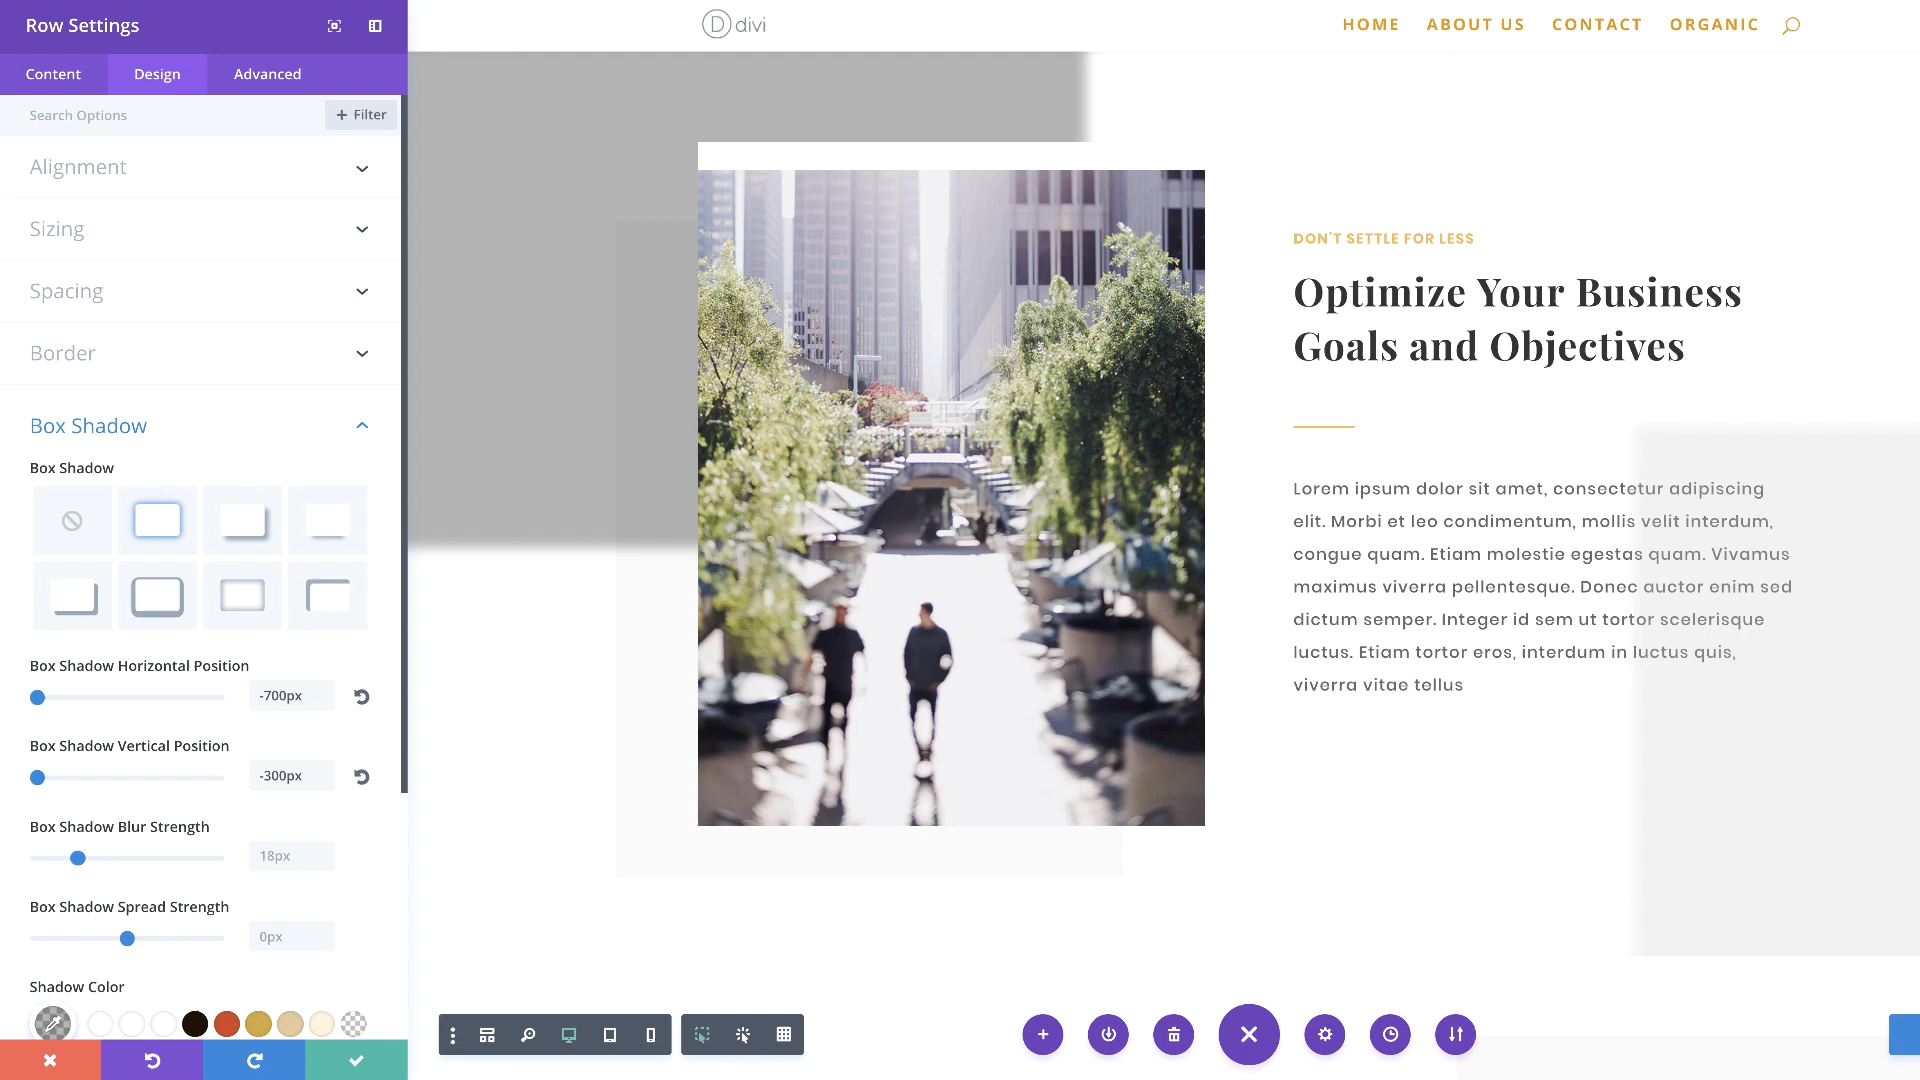 Row Settings
Content Design Advanced
Search Options + Filter
Alignment
Sizing
Spacing
Border
Box Shadow
Box Shadow
Box Shadow Horizontal Position
-700px
Box Shadow Vertical Position
-300px
Box Shadow Blur Strength
18px
Box Shadow Spread Strength
0px
Shadow Color
D divi
HOME ABOUT US CONTACT ORGANIC
DON'T SETTLE FOR LESS
Optimize Your Business
Goals and Objectives
Lorem ipsum dolor sit amet, consectetur adipiscing
elit. Morbi et leo condimentum, mollis velit interdum,
congue quam. Etiam molestie egestas quam. Vivamus
maximus viverra pellentesque. Donec auctor enim sed
dictum semper. Integer id sem ut tortor scelerisque
luctus. Etiam tortor eros, interdum in luctus quis,
viverra vitae tellus